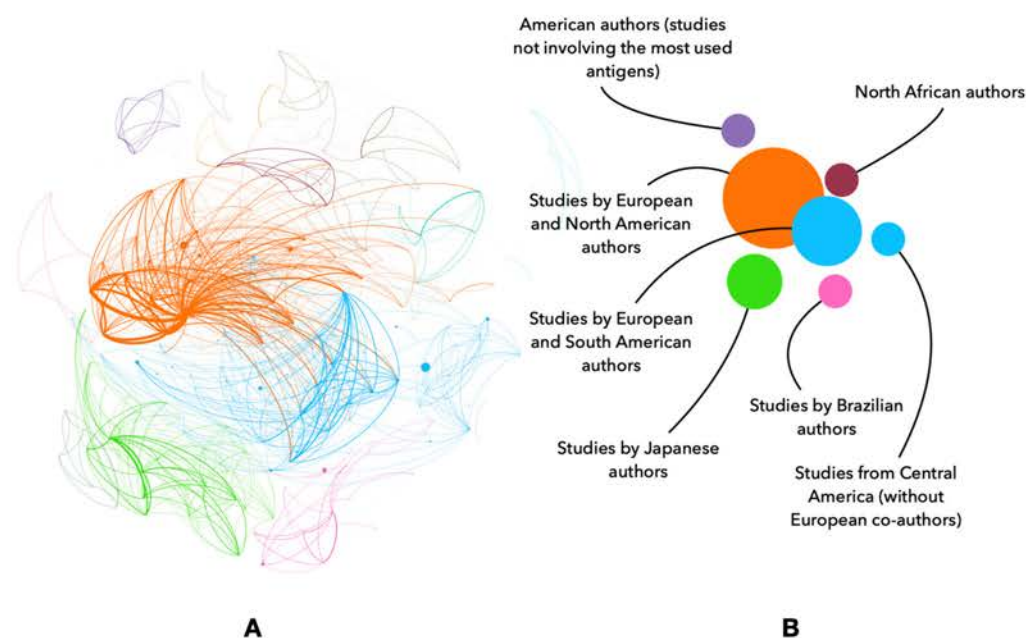 American authors (studies
not involving the most used
antigens)
North African authors
Studies by European
and North American
authors
Studies by European
and South American
authors
Studies by Brazilian
authors
Studies by Japanese
authors
Studies from Central
America (without
European co-authors)
A
B